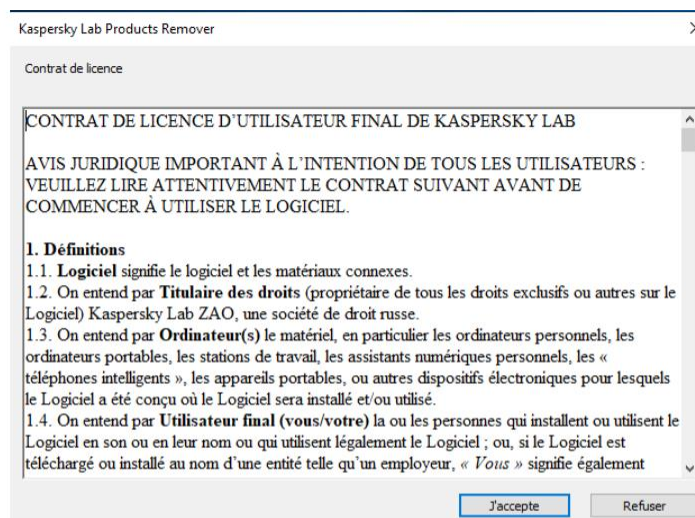 Kaspersky Lab Products Remover
Contrat de licence
CONTRAT DE LICENCE D’UTILISATEUR FINAL DE KASPERSKY LAB
AVIS JURIDIQUE IMPORTANT À L’INTENTION DE TOUS LES UTILISATEURS :
VEUILLEZ LIRE ATTENTIVEMENT LE CONTRAT SUIVANT AVANT DE
COMMENCER À UTILISER LE LOGICIEL.
1. Définitions
1.1. Logiciel signifie le logiciel et les matériaux connexes.
1.2. On entend par Titulaire des droits (propriétaire de tous les droits exclusifs ou autres sur le
Logiciel) Kaspersky Lab ZAO, une société de droit russe.
1.3. On entend par Ordinateur(s) le matériel, en particulier les ordinateurs personnels, les
ordinateurs portables, les stations de travail, les assistants numériques personnels, les «
téléphones intelligents », les appareils portables, ou autres dispositifs électroniques pour lesquels
le Logiciel a été conçu où le Logiciel sera installé et/ou utilisé.
1.4. On entend par Utilisateur final (vous/votre) la ou les personnes qui installent ou utilisent le
Logiciel en son ou en leur nom ou qui utilisent légalement le Logiciel ; ou, si le Logiciel est
téléchargé ou installé au nom d’une entité telle qu’un employeur, « Vous » signifie également
J'accepte
Refuser